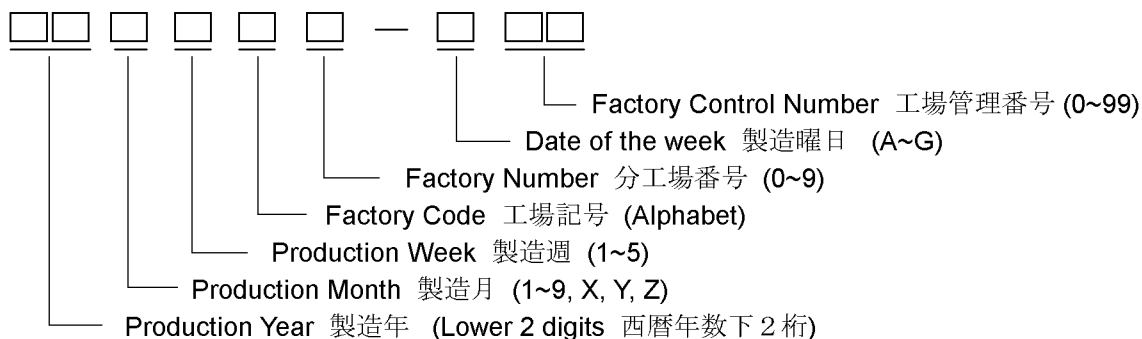 Factory Control Number 工場管理番号 (0~99)
Date of the week 製造曜日 (A~G)
Factory Number 分工場番号 (0~9)
Factory Code 工場記号 (Alphabet)
Production Week 製造週 (1~5)
Production Month 製造月 (1~9, X, Y, Z)
Production Year 製造年 (Lower 2 digits 西暦年数下２桁)